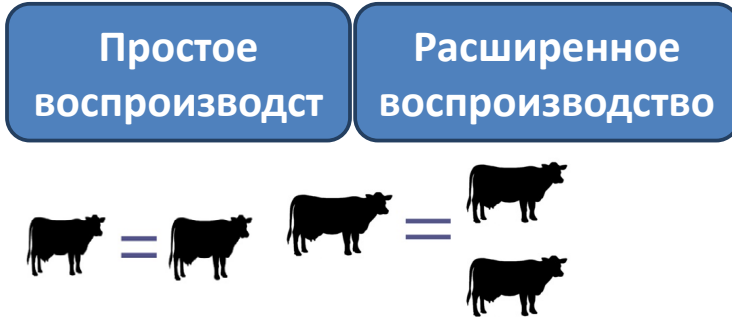 Простое
воспроизводст
Расширенное
воспроизводство
=
=